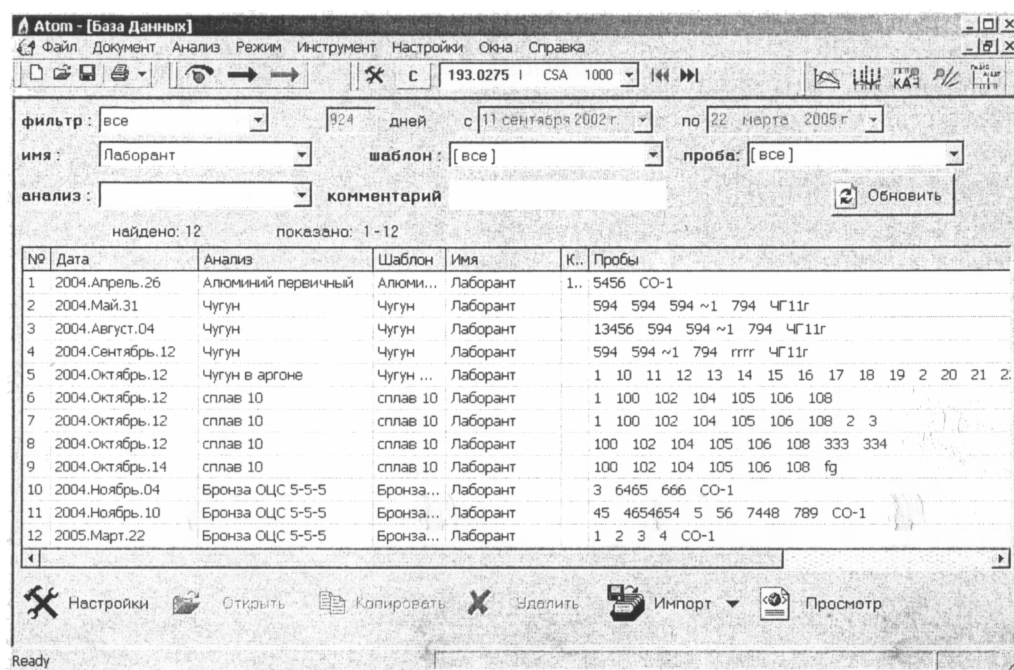 Atom - [База Данных]
Файл Документ Анализ Режим Инструмент Настройки Окна Справка
С 193.0275 I CSA 1000
фильтр : все 924 дней с 11 сентября 2002 г. по 22 марта 2005 г
имя : Лаборант шаблон : [все] проба: [все]
анализ : комментарий Обновить
найдено: 12 показано: 1-12
№ Дата Анализ Шаблон Имя К.. Пробы
1 2004.Апрель.26 Алюминий первичный Алюми... Лаборант 1.. 5456 СО-1
2 2004.Май.31 Чугун Чугун Лаборант 594 594 594 ~1 794 ЧГ11г
3 2004.Август.04 Чугун Чугун Лаборант 13456 594 594 ~1 794 ЧГ11г
4 2004.Сентябрь.12 Чугун Чугун Лаборант 594 594 ~1 794 rrrr ЧГ11г
5 2004.Октябрь.12 Чугун в аргоне Чугун ... Лаборант 1 10 11 12 13 14 15 16 17 18 19 2 20 21 2
6 2004.Октябрь.12 сплав 10 сплав 10 Лаборант 1 100 102 104 105 106 108
7 2004.Октябрь.12 сплав 10 сплав 10 Лаборант 1 100 102 104 105 106 108 2 3
8 2004.Октябрь.12 сплав 10 сплав 10 Лаборант 100 102 104 105 106 108 333 334
9 2004.Октябрь.14 сплав 10 сплав 10 Лаборант 100 102 104 105 106 108 fg
10 2004.Ноябрь.04 Бронза ОЦС 5-5-5 Бронза... Лаборант 3 6465 666 СО-1
11 2004.Ноябрь.10 Бронза ОЦС 5-5-5 Бронза... Лаборант 45 4654654 5 56 7448 789 СО-1
12 2005.Март.22 Бронза ОЦС 5-5-5 Бронза... Лаборант 1 2 3 4 СО-1
Настройки Открыть Копировать Удалить Импорт Просмотр
Ready